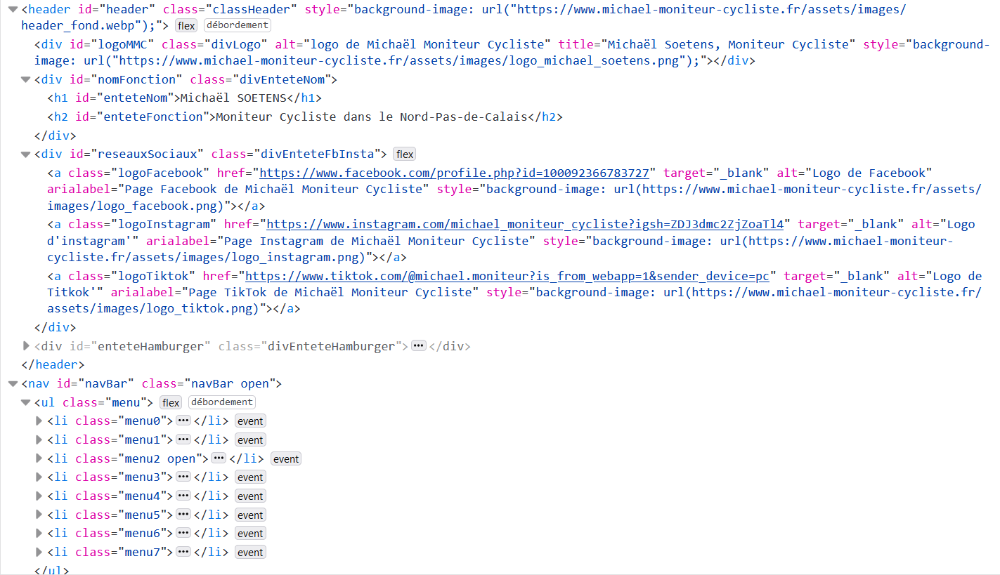 <header id="header" class="classHeader" style="background-image: url("https://www.michael-moniteur-cycliste.fr/assets/images/
header_fond.webp");"> flex débordement
<div id="logoMMC" class="divLogo" alt="logo de Michaël Moniteur Cycliste" title="Michaël Soetens, Moniteur Cycliste" style="background-
image: url("https://www.michael-moniteur-cycliste.fr/assets/images/logo_michael_soetens.png");"></div>
<div id="nomFonction" class="divEnteteNom">
<h1 id="enteteNom">Michaël SOETENS</h1>
<h2 id="enteteFonction">Moniteur Cycliste dans le Nord-Pas-de-Calais</h2>
</div>
<div id="reseauxSociaux" class="divEnteteFbInsta"> flex
<a class="logoFacebook" href="https://www.facebook.com/profile.php?id=100092366783727" target="_blank" alt="Logo de Facebook"
arialabel="Page Facebook de Michaël Moniteur Cycliste" style="background-image: url(https://www.michael-moniteur-cycliste.fr/assets/
images/logo_facebook.png)"></a>
<a class="logoInstagram" href="https://www.instagram.com/michael_moniteur_cycliste?igsh=ZDJ3dmc2ZjZoaTl4" target="_blank" alt="Logo
d'instagram'" arialabel="Page Instagram de Michaël Moniteur Cycliste" style="background-image: url(https://www.michael-moniteur-
cycliste.fr/assets/images/logo_instagram.png)"></a>
<a class="logoTiktok" href="https://www.tiktok.com/@michael.moniteur?is_from_webapp=1&sender_device=pc" target="_blank" alt="Logo de
Titkok'" arialabel="Page TikTok de Michaël Moniteur Cycliste" style="background-image: url(https://www.michael-moniteur-cycliste.fr/
assets/images/logo_tiktok.png)"></a>
</div>
<div id="enteteHamburger" class="divEnteteHamburger">•••</div>
</header>
<nav id="navBar" class="navBar open">
<ul class="menu"> flex débordement
<li class="menu0">•••</li> event
<li class="menu1">•••</li> event
<li class="menu2 open">•••</li> event
<li class="menu3">•••</li> event
<li class="menu4">•••</li> event
<li class="menu5">•••</li> event
<li class="menu6">•••</li> event
<li class="menu7">•••</li> event
</ul>